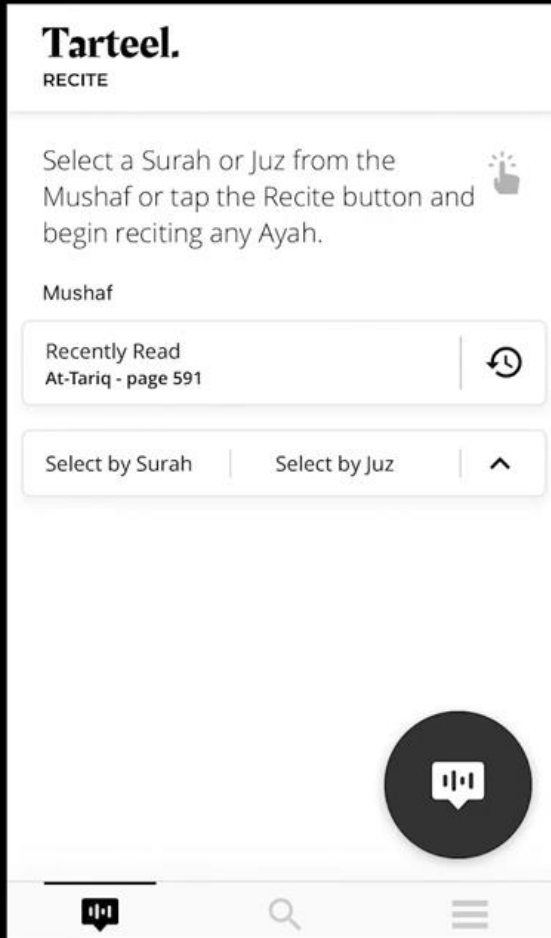 Tarteel.
RECITE
Select a Surah or Juz from the
Mushaf or tap the Recite button and
begin reciting any Ayah.
Mushaf
Recently Read
At-Tariq - page 591
Select by Surah
Select by Juz